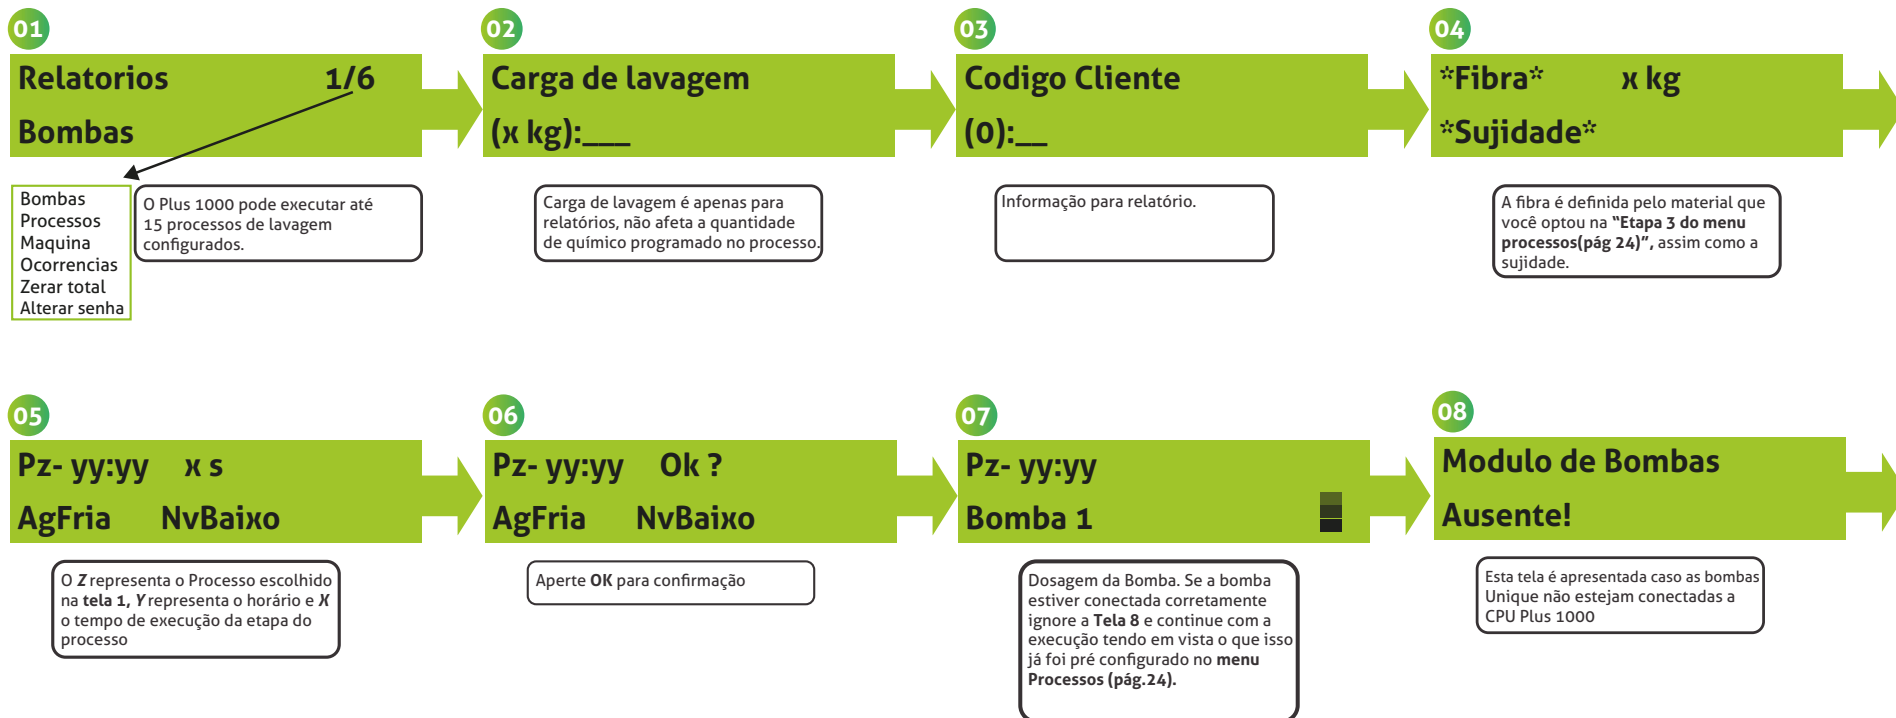 01
Relatorios 1/6
Bombas
Bombas
Processos
Maquina
Ocorrencias
Zerar total
Alterar senha
O Plus 1000 pode executar até
15 processos de lavagem
configurados.
02
Carga de lavagem
(x kg):___
Carga de lavagem é apenas para
relatórios, não afeta a quantidade
de químico programado no processo.
03
Codigo Cliente
(0):__
Informação para relatório.
04
*Fibra* x kg
*Sujidade*
A fibra é definida pelo material que
você optou na “Etapa 3 do menu
processos(pág 24)”, assim como a
sujidade.
05
Pz- yy:yy x s
AgFria NvBaixo
O Z representa o Processo escolhido
na tela 1, Y representa o horário e X
o tempo de execução da etapa do
processo
06
Pz- yy:yy Ok ?
AgFria NvBaixo
Aperte OK para confirmação
07
Pz- yy:yy
Bomba 1
Dosagem da Bomba. Se a bomba
estiver conectada corretamente
ignore a Tela 8 e continue com a
execução tendo em vista o que isso
já foi pré configurado no menu
Processos (pág.24).
08
Modulo de Bombas
Ausente!
Esta tela é apresentada caso as bombas
Unique não estejam conectadas a
CPU Plus 1000